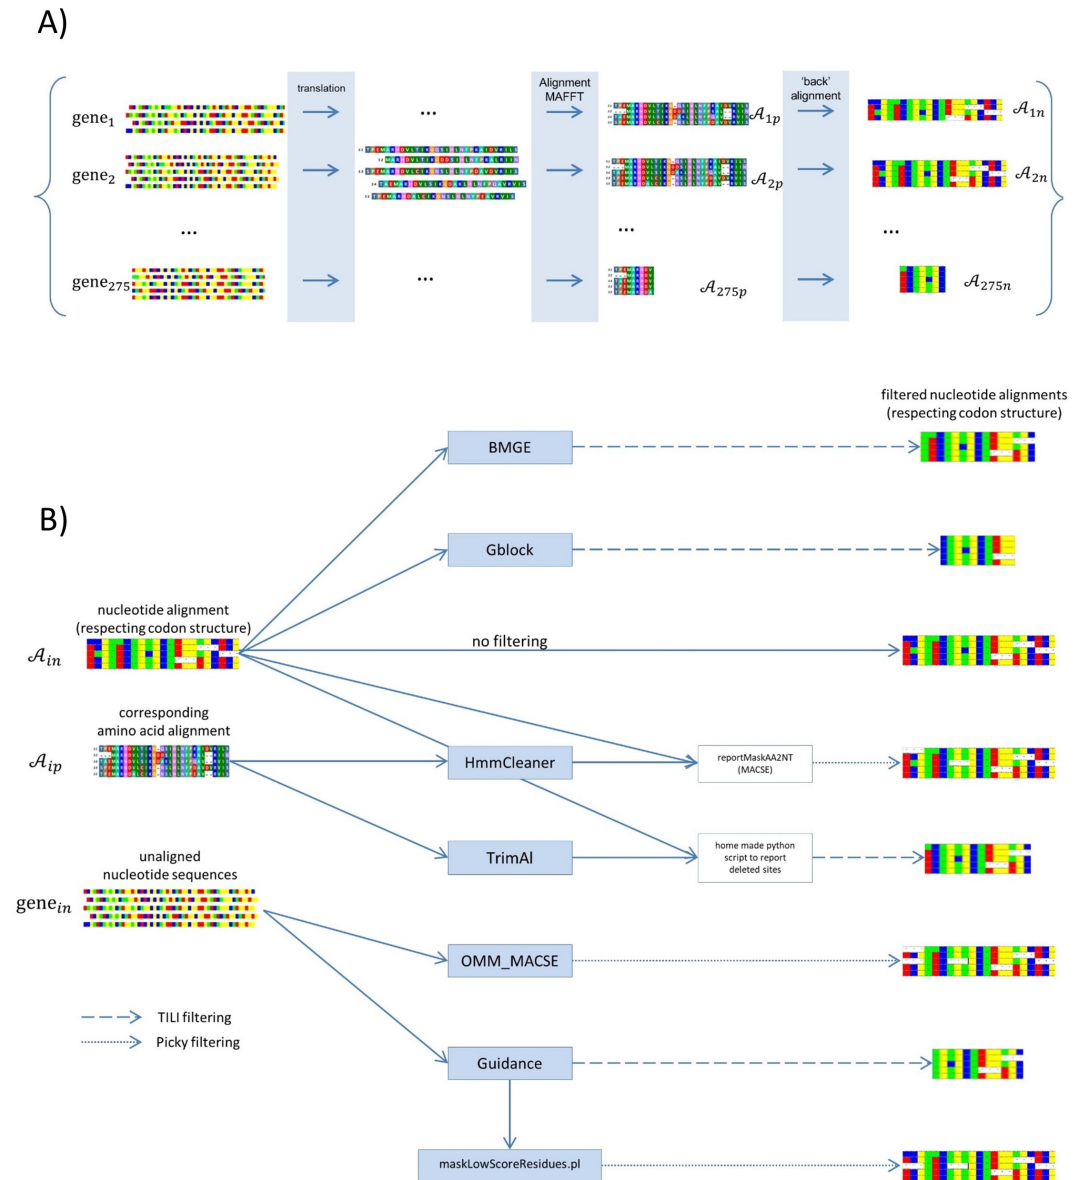 A)
translation
Alignment
MAFFT
'back'
alignment
gene1
...
𝒜1p
𝒜1n
gene2
𝒜2p
𝒜2n
...
...
...
gene275
...
𝒜275p
𝒜275n
filtered nucleotide alignments
(respecting codon structure)
BMGE
B)
Gblock
nucleotide alignment
(respecting codon structure)
𝒜in
no filtering
corresponding
amino acid alignment
𝒜ip
HmmCleaner
reportMaskAA2NT
(MACSE)
TrimAl
home made python
script to report
deleted sites
unaligned
nucleotide sequences
genein
OMM_MACSE
TILI filtering
Picky filtering
Guidance
maskLowScoreResidues.pl